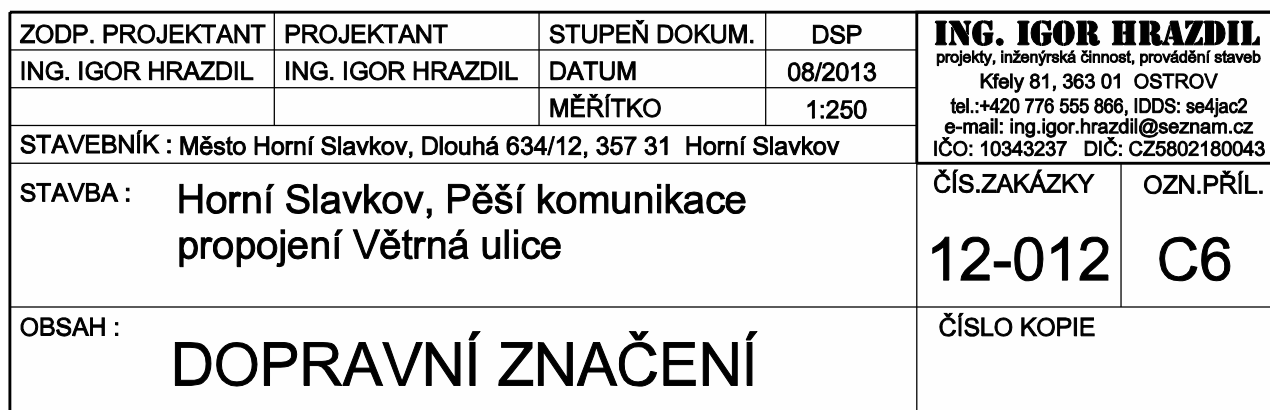 ZODP. PROJEKTANT PROJEKTANT STUPEŇ DOKUM. DSP
ING. IGOR HRAZDIL ING. IGOR HRAZDIL DATUM 08/2013
MĚŘÍTKO 1:250
STAVEBNÍK : Město Horní Slavkov, Dlouhá 634/12, 357 31 Horní Slavkov
ING. IGOR HRAZDIL
projekty, inženýrská činnost, provádění staveb
Kfely 81, 363 01 OSTROV
tel.:+420 776 555 866, IDDS: se4jac2
e-mail: ing.igor.hrazdil@seznam.cz
IČO: 10343237 DIČ: CZ5802180043
STAVBA : Horní Slavkov, Pěší komunikace
propojení Větrná ulice
ČÍS.ZAKÁZKY OZN.PŘÍL.
12-012 C6
OBSAH : DOPRAVNÍ ZNAČENÍ
ČÍSLO KOPIE